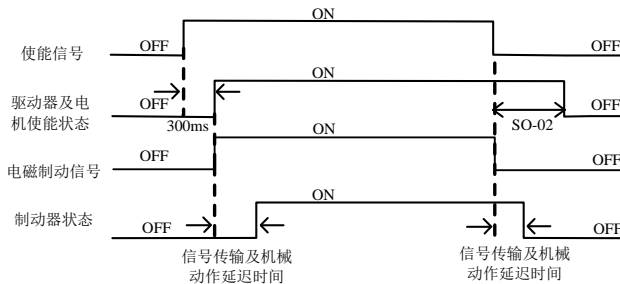 ON
使能信号 OFF OFF
ON
驱动器及电
机使能状态
OFF OFF
300ms SO-02
ON
电磁制动信号 OFF OFF
ON
制动器状态 OFF OFF
信号传输及机械
动作延迟时间
信号传输及机械
动作延迟时间